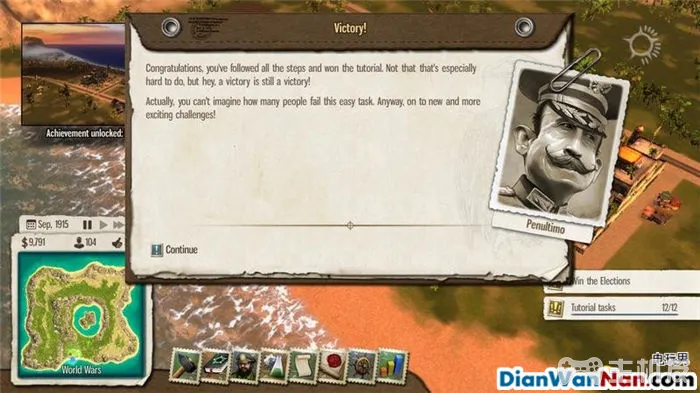 Victory!
Congratulations, you've followed all the steps and won the tutorial. Not that that's especially
hard to do, but hey, a victory is still a victory!
Actually, you can't imagine how many people fail this easy task. Anyway, on to new and more
exciting challenges!
Penultimo
Continue
Achievement unlocked:
Sep, 1915
$9,791
104
World Wars
Win the Elections
Tutorial tasks 12/12
DianWanNan.com